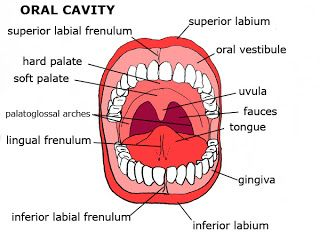 ORAL CAVITY
superior labial frenulum
superior labium
oral vestibule
hard palate
soft palate
uvula
palatoglossal arches
fauces
tongue
lingual frenulum
gingiva
inferior labial frenulum
inferior labium